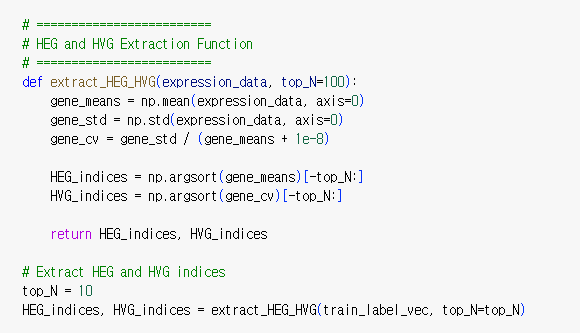 # =========================
# HEG and HVG Extraction Function
# =========================
def extract_HEG_HVG(expression_data, top_N=100):
    gene_means = np.mean(expression_data, axis=0)
    gene_std = np.std(expression_data, axis=0)
    gene_cv = gene_std / (gene_means + 1e-8)

    HEG_indices = np.argsort(gene_means)[-top_N:]
    HVG_indices = np.argsort(gene_cv)[-top_N:]

    return HEG_indices, HVG_indices

# Extract HEG and HVG indices
top_N = 10
HEG_indices, HVG_indices = extract_HEG_HVG(train_label_vec, top_N=top_N)